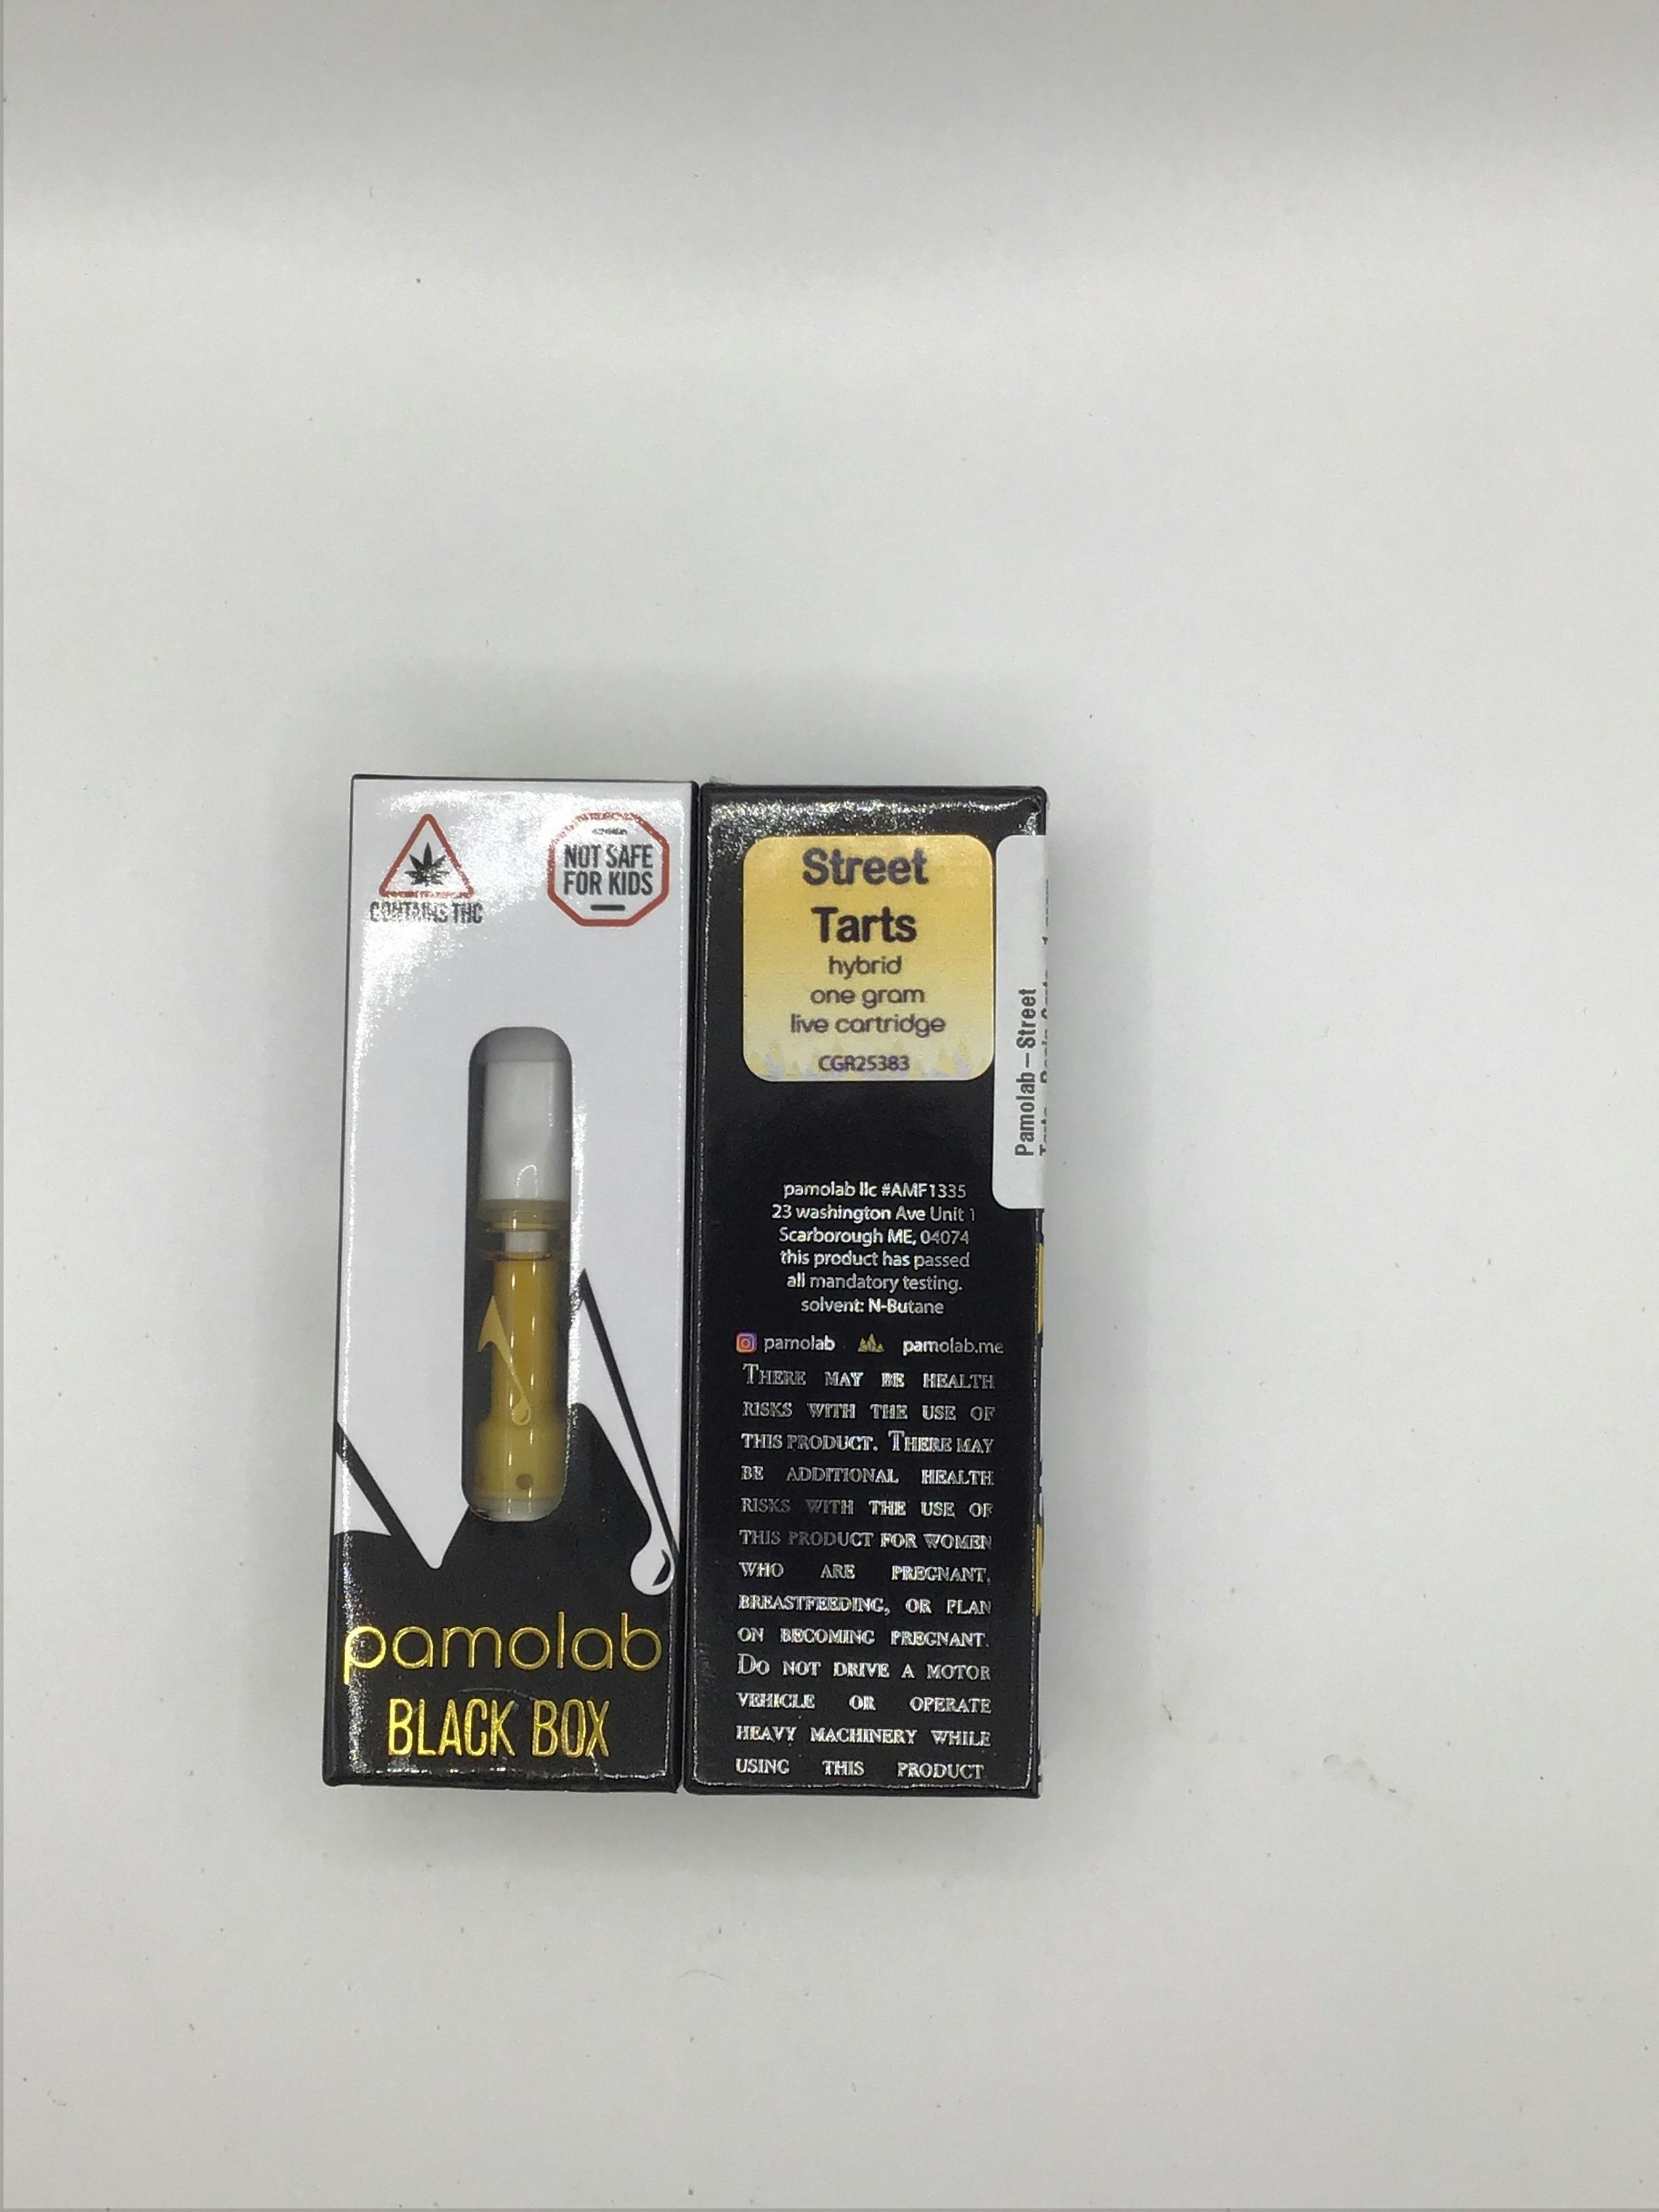 CONTAINS THC
NOT SAFE
FOR KIDS
pamolab
BLACK BOX
Street
Tarts
hybrid
one gram
live cartridge
CGR25383
pamolab llc #AMF1335
23 washington Ave Unit 1
Scarborough ME, 04074
this product has passed
all mandatory testing.
solvent: N-Butane
pamolab pamolab.me
THERE MAY BE HEALTH
RISKS WITH THE USE OF
THIS PRODUCT. THERE MAY
BE ADDITIONAL HEALTH
RISKS WITH THE USE OF
THIS PRODUCT FOR WOMEN
WHO ARE PREGNANT,
BREASTFEEDING, OR PLAN
ON BECOMING PREGNANT.
DO NOT DRIVE A MOTOR
VEHICLE OR OPERATE
HEAVY MACHINERY WHILE
USING THIS PRODUCT
Pamolab – Street